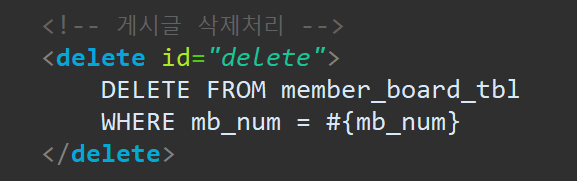 <!-- 게시글 삭제처리 -->
<delete id="delete">
    DELETE FROM member_board_tbl
    WHERE mb_num = #{mb_num}
</delete>